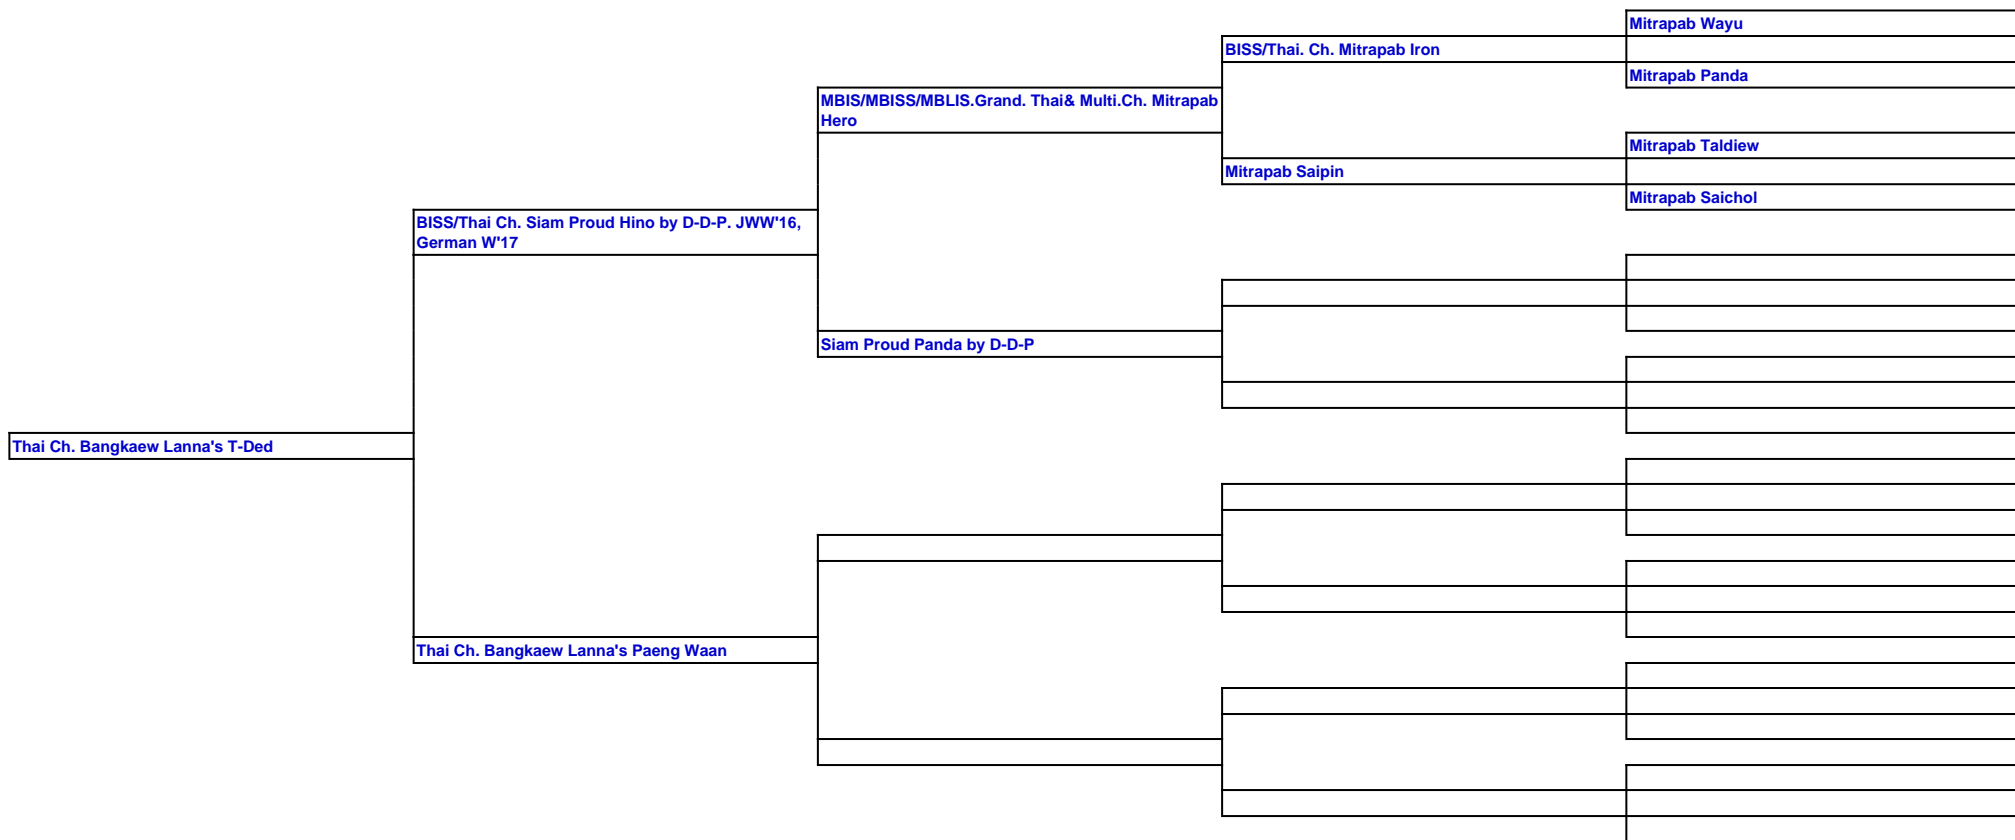 Mitrapab Wayu
BISS/Thai. Ch. Mitrapab Iron
Mitrapab Panda
MBIS/MBISS/MBLIS.Grand. Thai& Multi.Ch. Mitrapab
Hero
Mitrapab Taldiew
Mitrapab Saipin
Mitrapab Saichol
BISS/Thai Ch. Siam Proud Hino by D-D-P. JWW'16,
German W'17
Siam Proud Panda by D-D-P
Thai Ch. Bangkaew Lanna's T-Ded
Thai Ch. Bangkaew Lanna's Paeng Waan